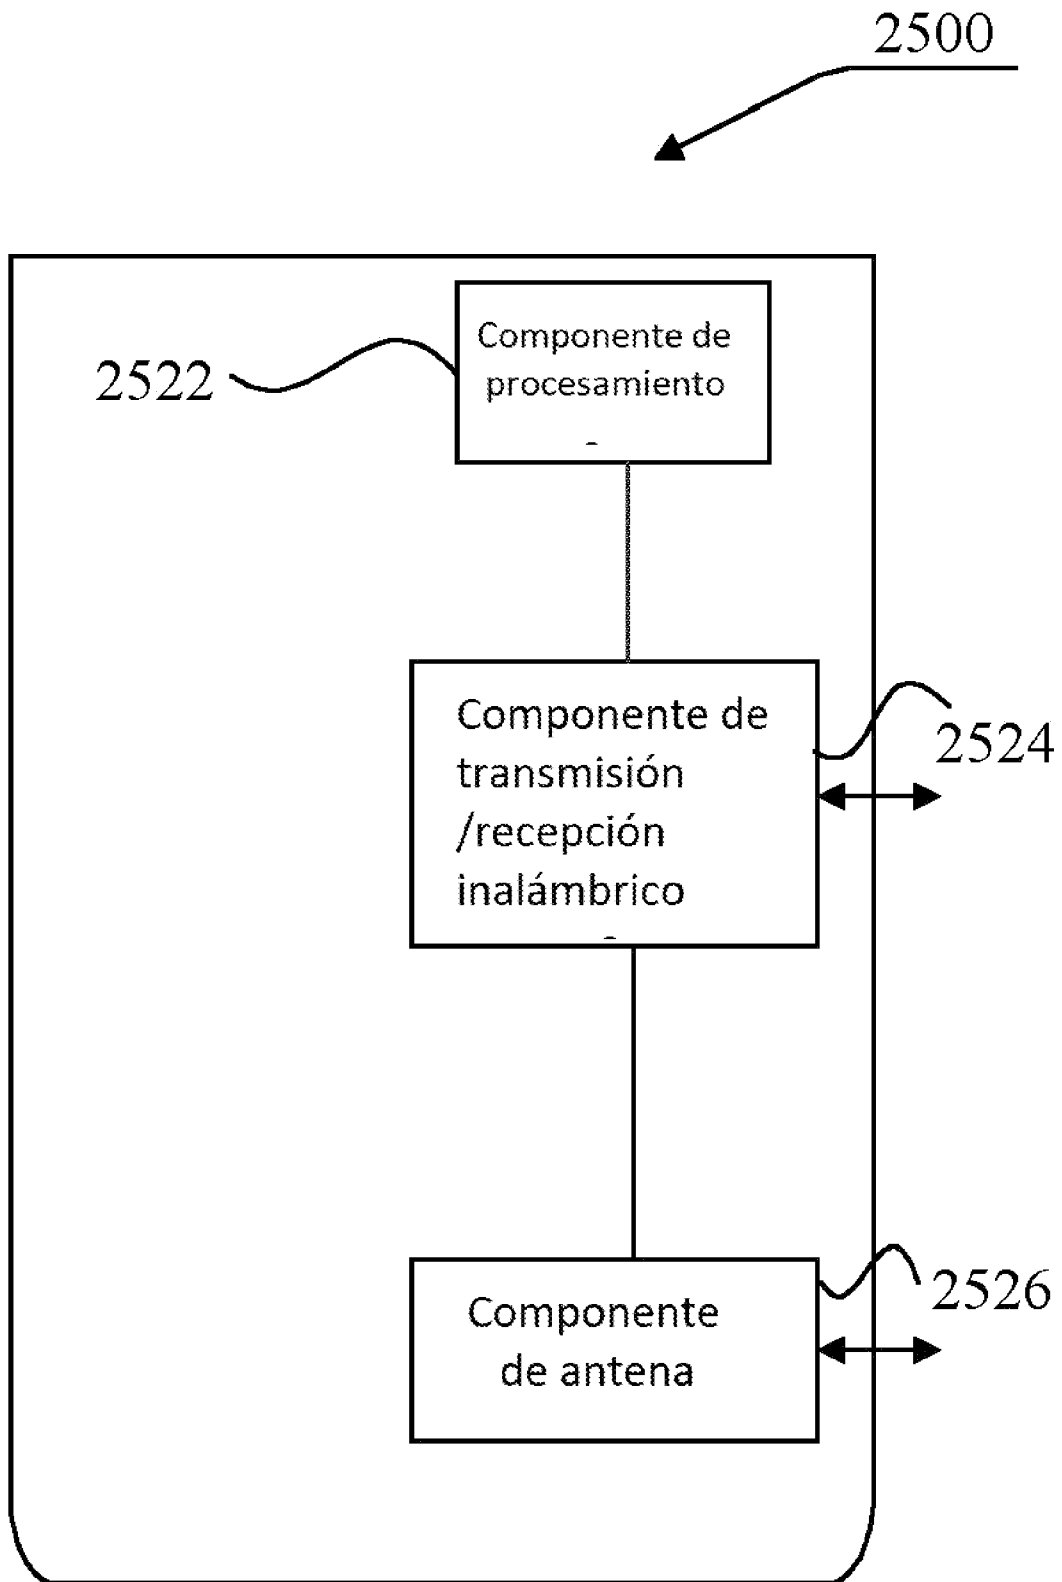 2500
Componente de
procesamiento
2522
Componente de
transmisión
/recepción
inalámbrico
2524
Componente
de antena
2526